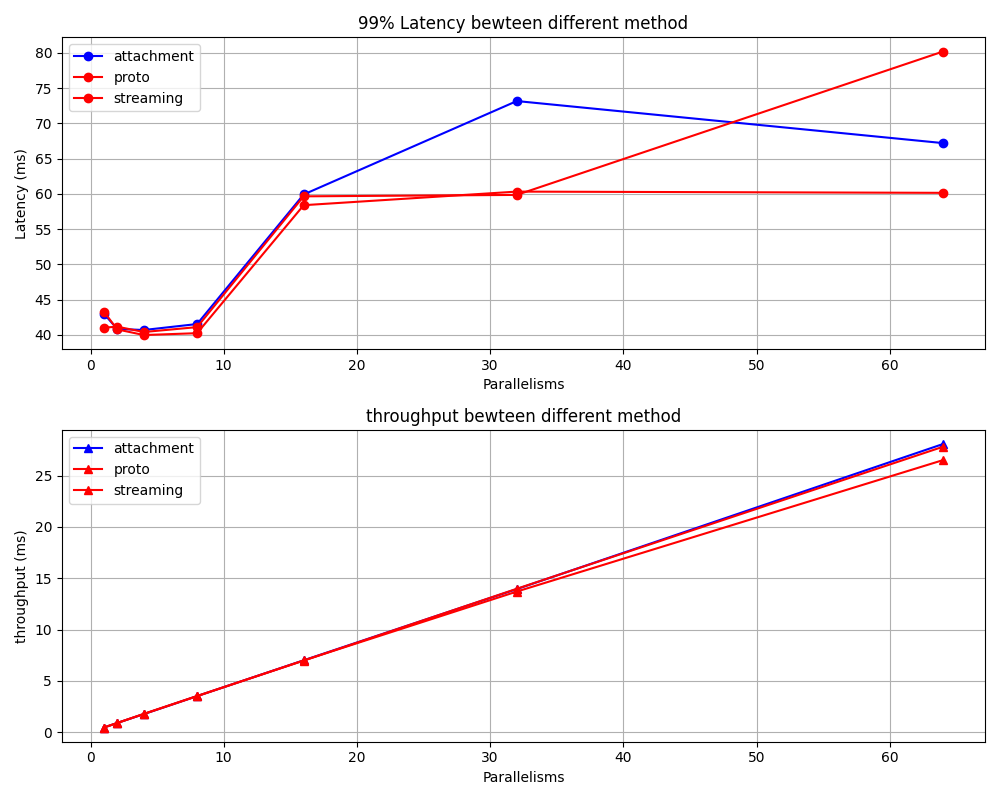 99% Latency bewteen different method
attachment
proto
streaming
80
75
70
65
60
55
50
45
40
Latency (ms)
0 10 20 30 40 50 60
Parallelisms
throughput bewteen different method
attachment
proto
streaming
25
20
15
10
5
0
throughput (ms)
0 10 20 30 40 50 60
Parallelisms